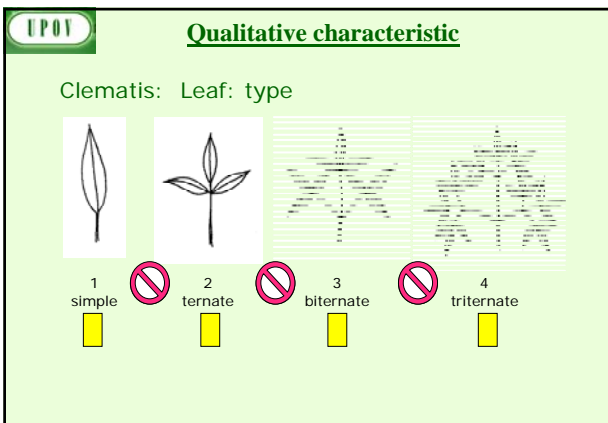 UPOV
Qualitative characteristic
Clematis: Leaf: type
1 2 3 4
simple ternate biternate triternate